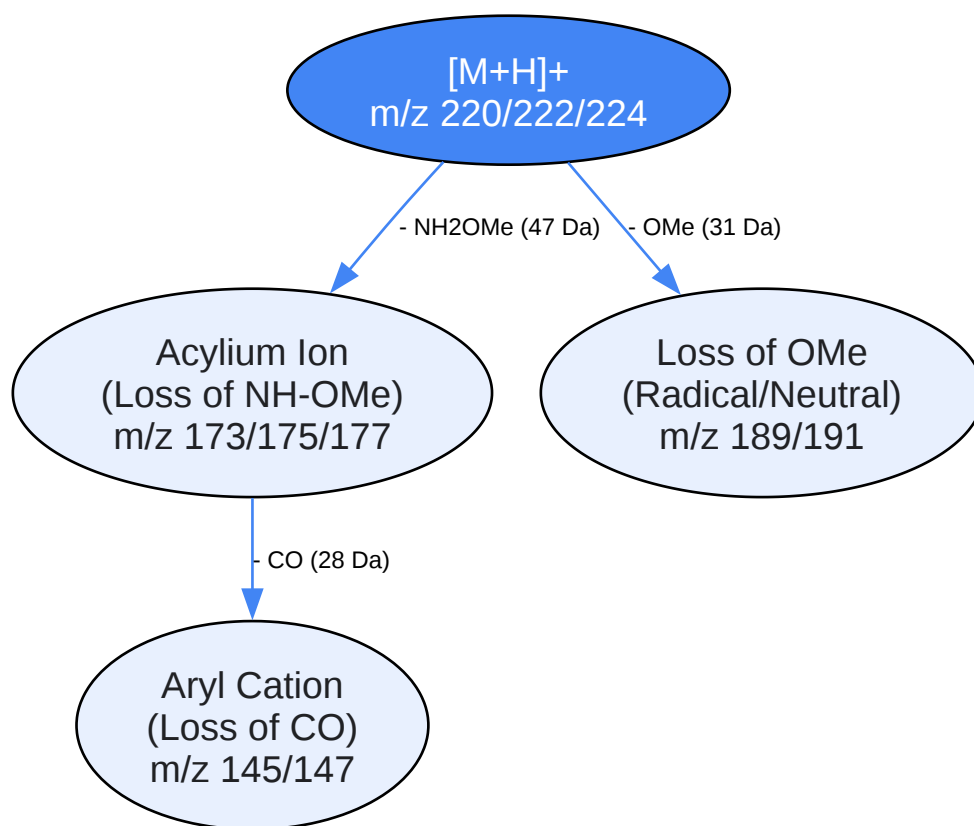 [M+H]+
m/z 220/222/224
- NH2OMe (47 Da)
- OMe (31 Da)
Acylium Ion
(Loss of NH-OMe)
m/z 173/175/177
Loss of OMe
(Radical/Neutral)
m/z 189/191
- CO (28 Da)
Aryl Cation
(Loss of CO)
m/z 145/147